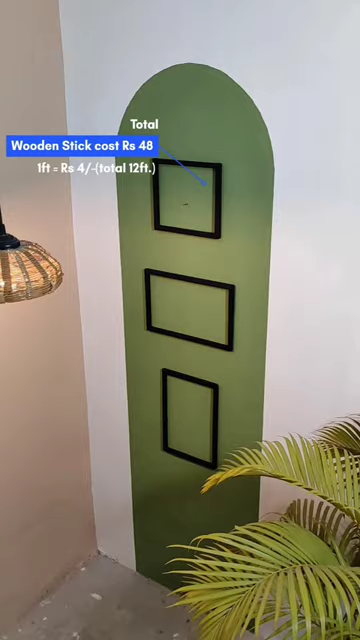 Total
Wooden Stick cost Rs 48
1ft = Rs 4/-(total 12ft.)